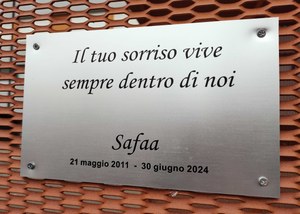 Il tuo sorriso vive
sempre dentro di noi
Safaa
21 maggio 2011 - 30 giugno 2024